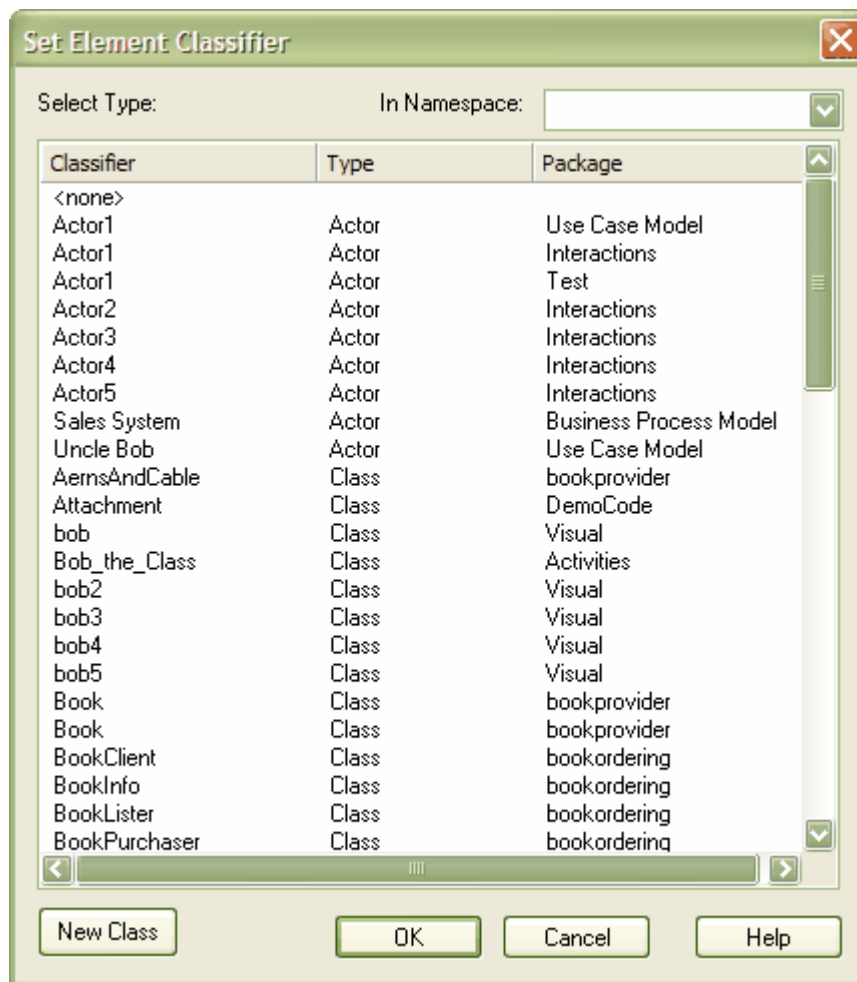 Set Element Classifier
Select Type: In Namespace:
Classifier Type Package
<none>
Actor1 Actor Use Case Model
Actor1 Actor Interactions
Actor1 Actor Test
Actor2 Actor Interactions
Actor3 Actor Interactions
Actor4 Actor Interactions
Actor5 Actor Interactions
Sales System Actor Business Process Model
Uncle Bob Actor Use Case Model
AernsAndCable Class bookprovider
Attachment Class DemoCode
bob Class Visual
Bob_the_Class Class Activities
bob2 Class Visual
bob3 Class Visual
bob4 Class Visual
bob5 Class Visual
Book Class bookprovider
Book Class bookprovider
BookClient Class bookordering
BookInfo Class bookordering
BookLister Class bookordering
BookPurchaser Class bookordering
New Class OK Cancel Help